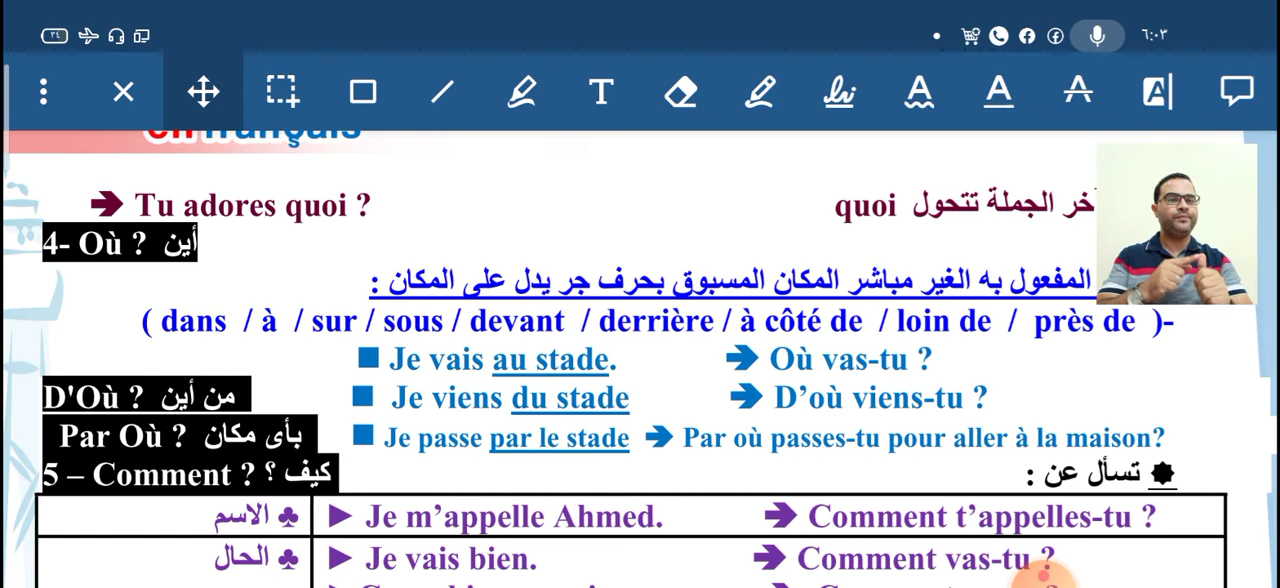 ٣٤ ٦:٠٣
en français
➔ Tu adores quoi ? آخر الجملة تتحول quoi
4- Où ? أين
المفعول به الغير مباشر المكان المسبوق بحرف جر يدل على المكان :
( dans / à / sur / sous / devant / derrière / à côté de / loin de / près de )-
■ Je vais au stade. ➔ Où vas-tu ?
D'Où ? من أين ■ Je viens du stade ➔ D’où viens-tu ?
Par Où ? بأى مكان ■ Je passe par le stade ➔ Par où passes-tu pour aller à la maison?
5 – Comment ? كيف ؟ تسأل عن :
♣ الاسم ► Je m’appelle Ahmed. ➔ Comment t’appelles-tu ?
♣ الحال ► Je vais bien. ➔ Comment vas-tu ?